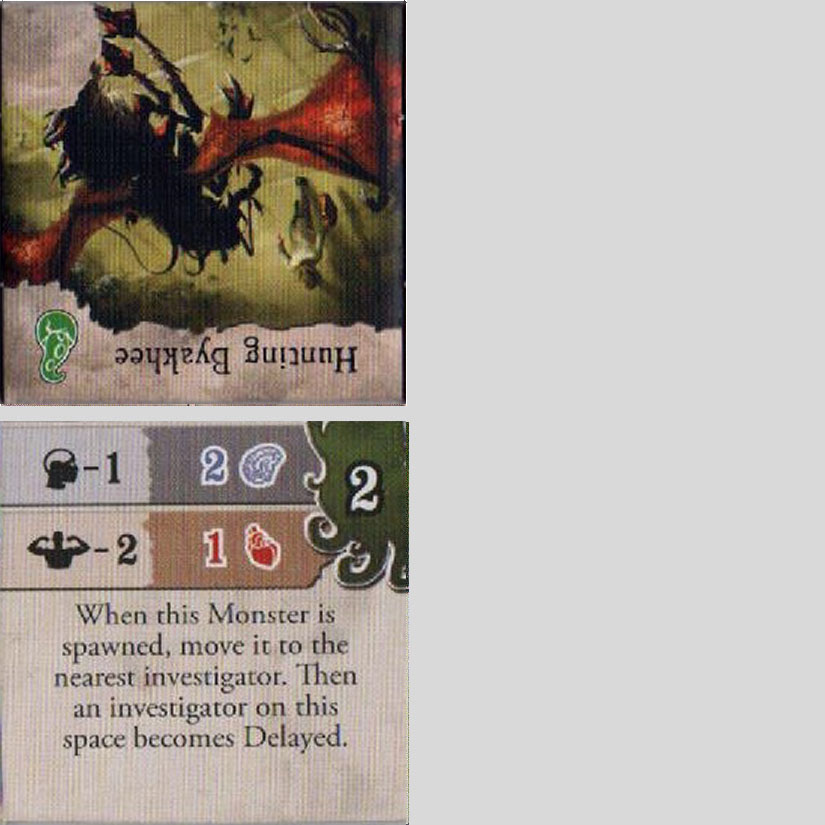 Hunting Byakhee
-1 2 2
-2 1
When this Monster is
spawned, move it to the
nearest investigator. Then
an investigator on this
space becomes Delayed.